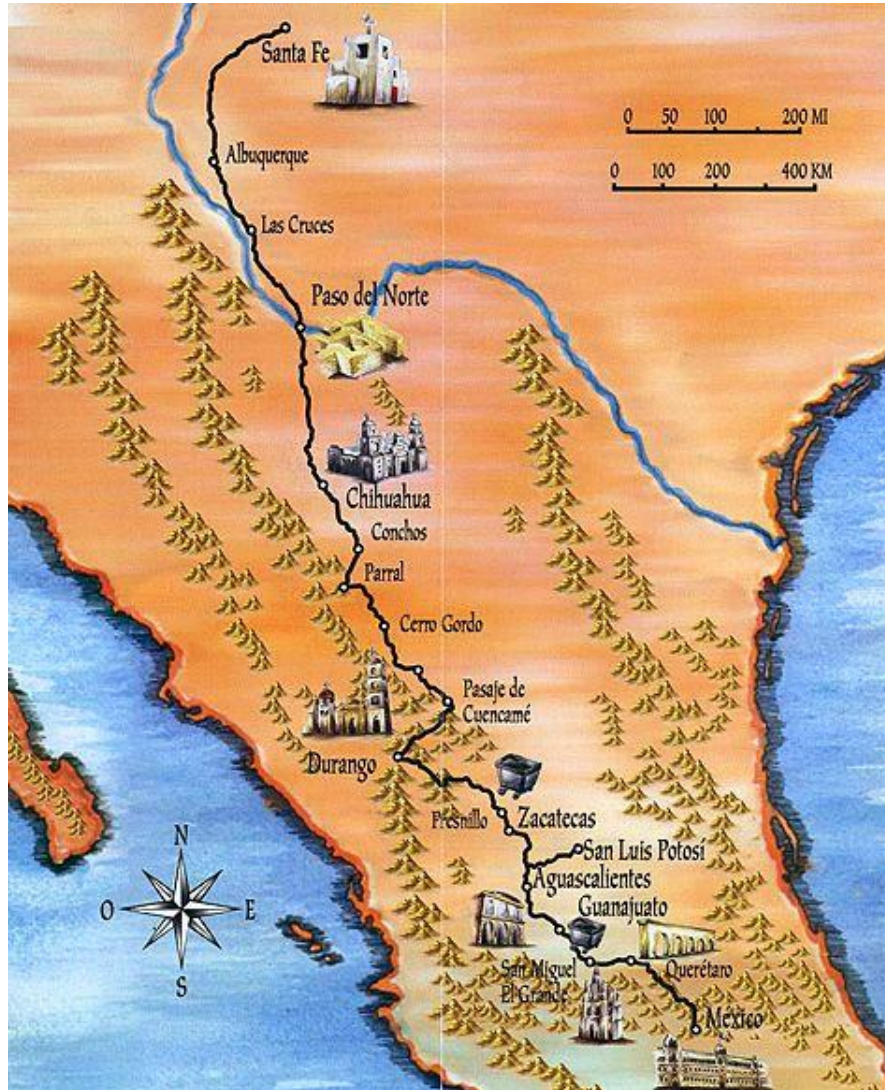 Santa Fe
0 50 100 200 MI
Albuquerque
0 100 200 400 KM
Las Cruces
Paso del Norte
Chihuahua
Conchos
Parral
Cerro Gordo
Pasaje de
Cuencamé
Durango
Presnillo
Zacatecas
San Luis Potosí
Aguascalientes
Guanajuato
N
O E
S
San Miguel
El Grande
Querétaro
México